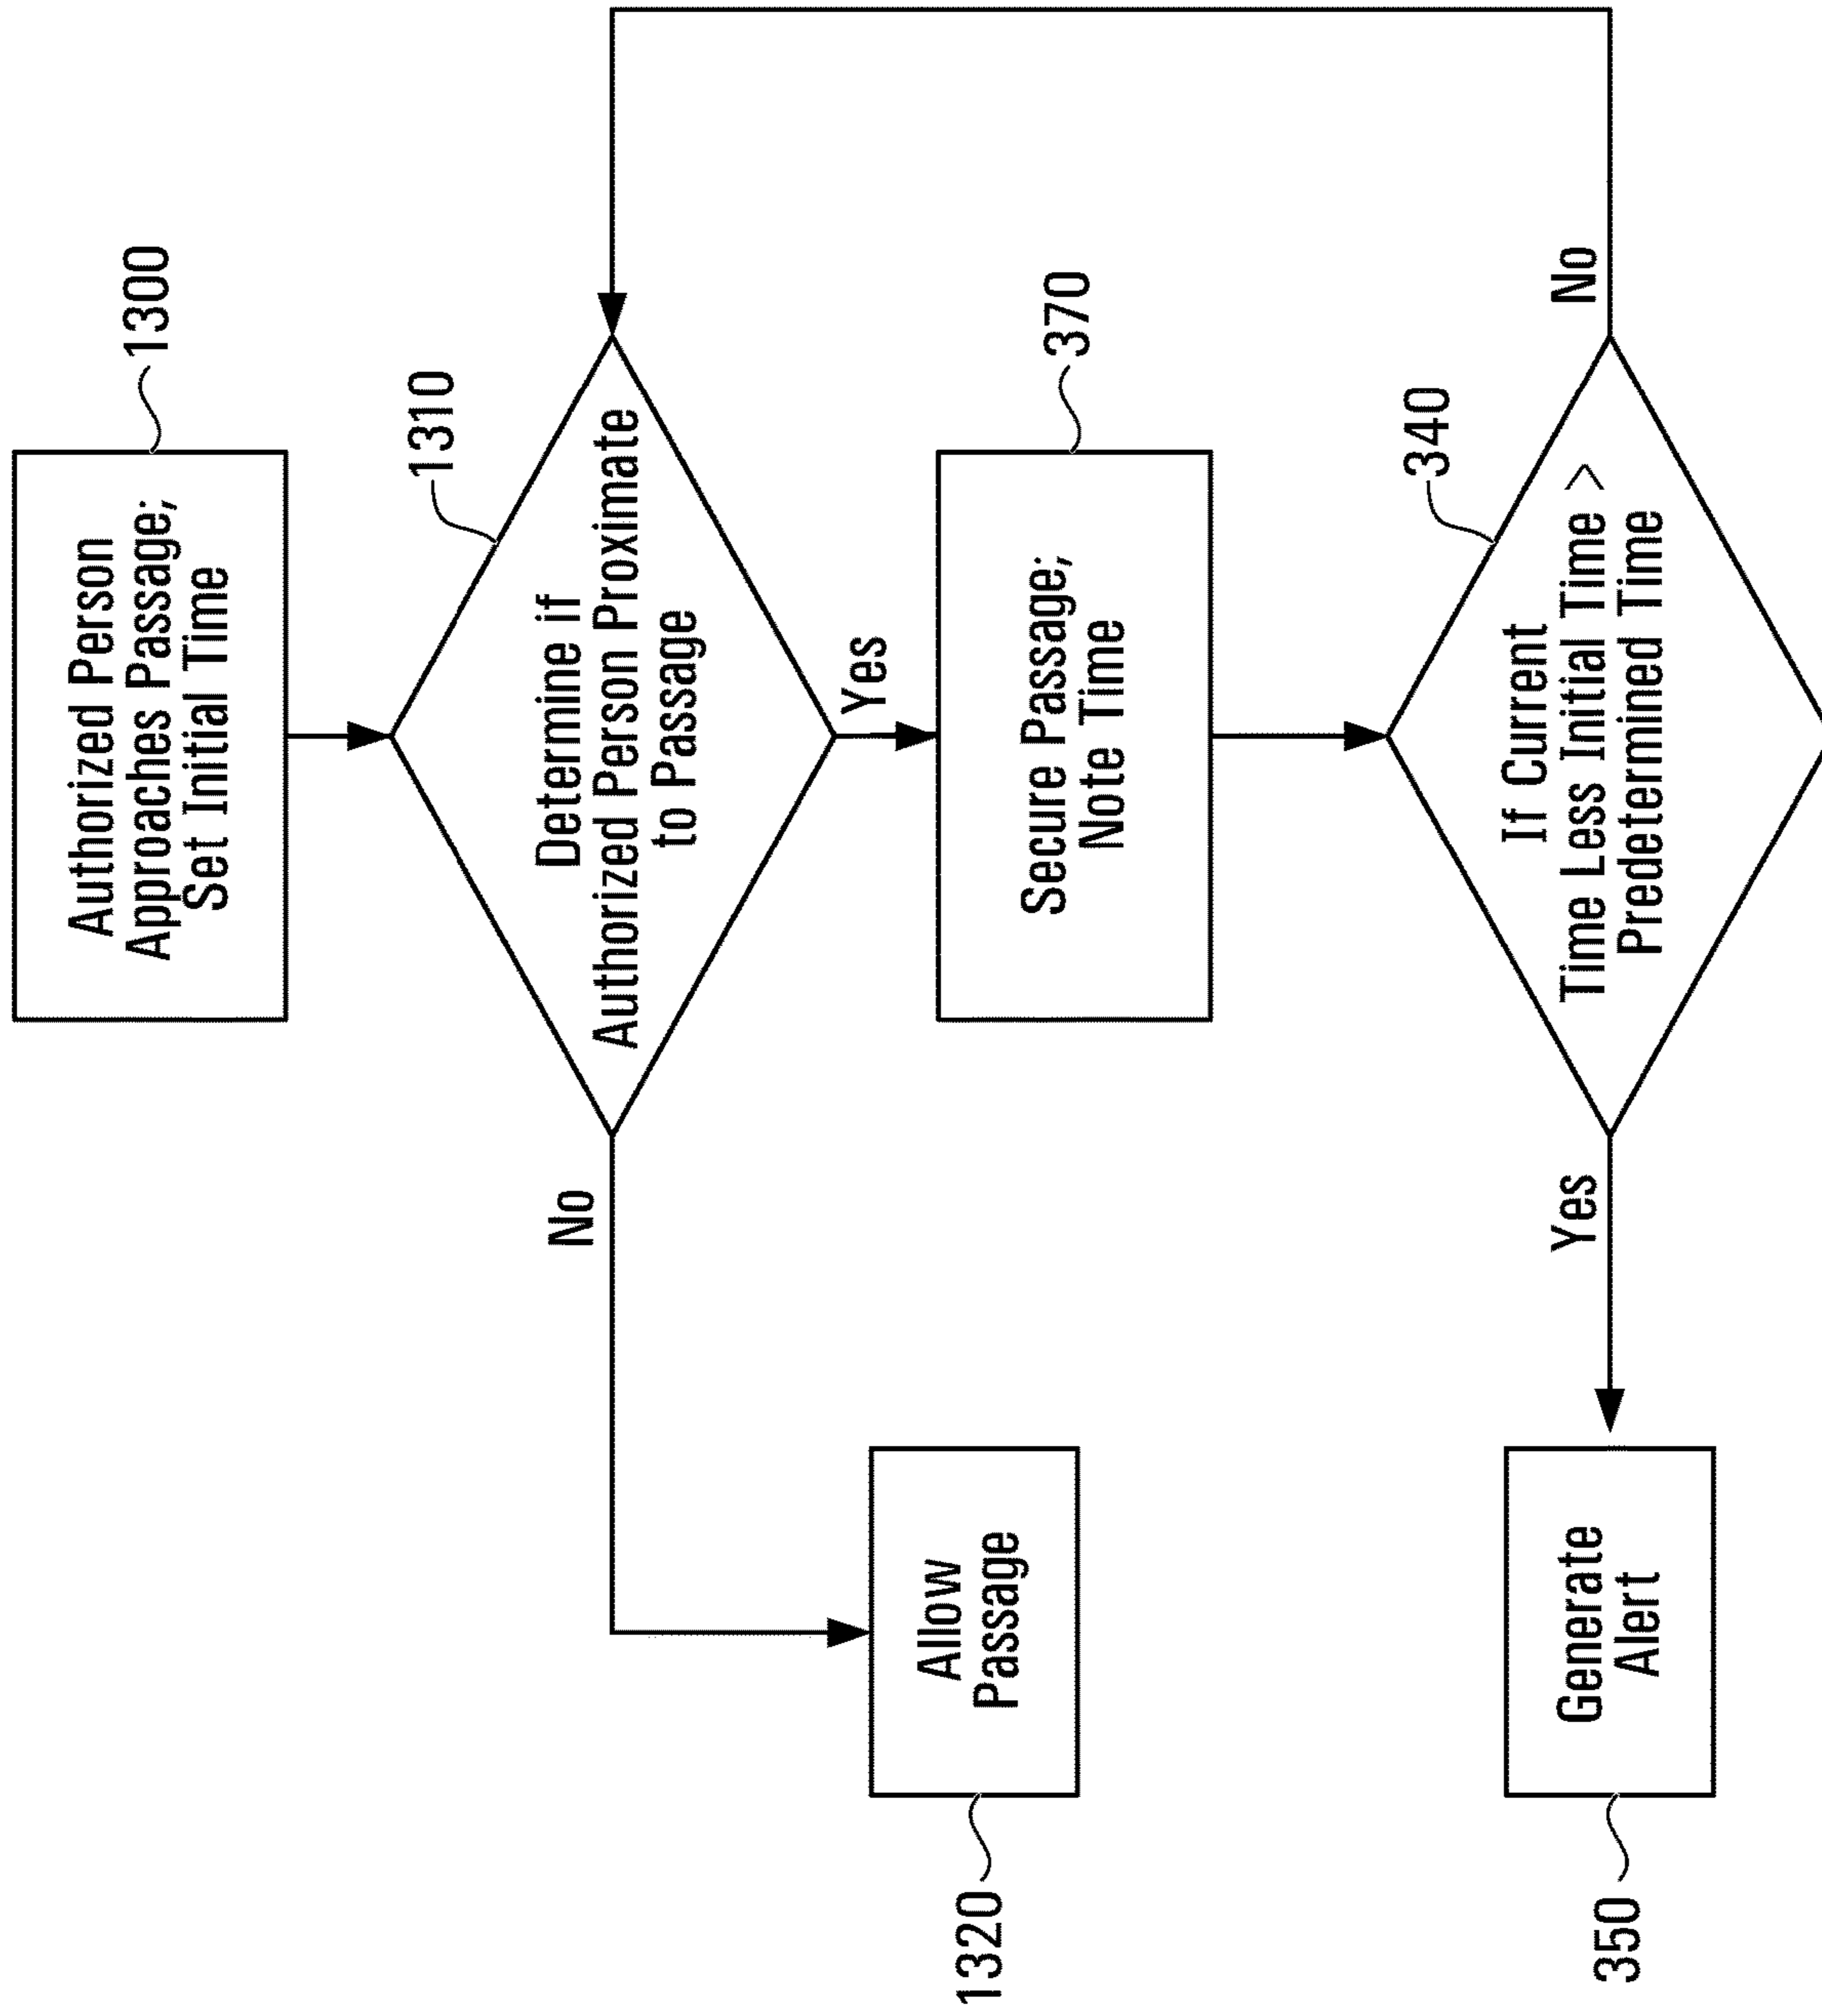 Authorized Person
Approaches Passage;
Set Initial Time
1300
Determine if
Authorized Person Proximate
to Passage
1310
No
Yes
Allow
Passage
1320
Secure Passage;
Note Time
370
If Current
Time Less Initial Time >
Predetermined Time
340
Yes
No
Generate
Alert
350